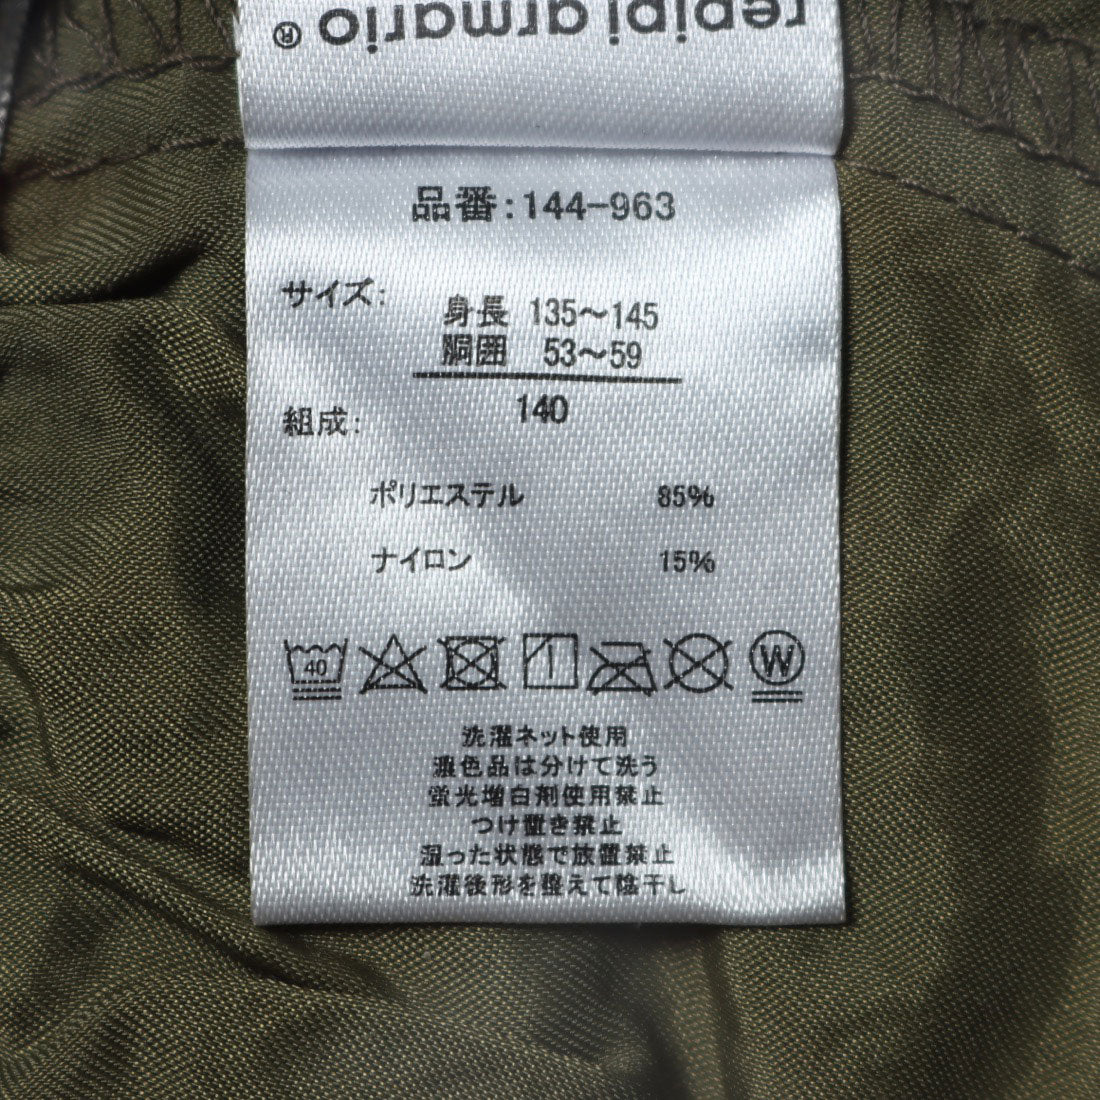 repipi armario ®
品番：144-963
サイズ：
身長 135～145
胴囲 53～59
140
組成：
ポリエステル 85%
ナイロン 15%
40 W
洗濯ネット使用
濃色品は分けて洗う
蛍光増白剤使用禁止
つけ置き禁止
湿った状態で放置禁止
洗濯後形を整えて陰干し